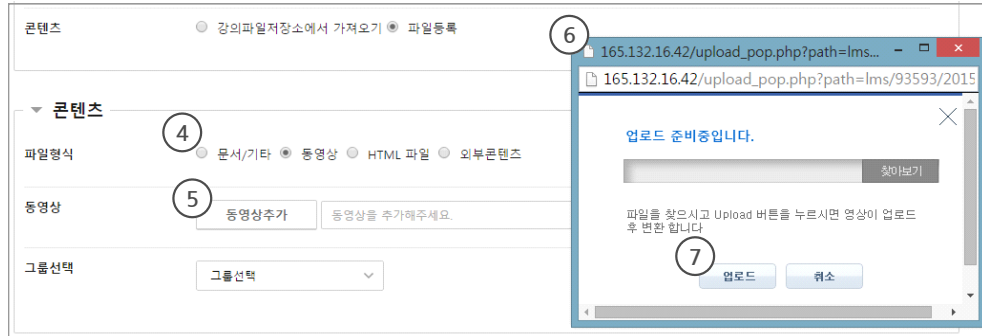 콘텐츠 강의파일저장소에서 가져오기 파일등록
콘텐츠
④
파일형식 문서/기타 동영상 HTML 파일 외부콘텐츠
⑤
동영상 동영상추가 동영상을 추가해주세요.
그룹선택 그룹선택
⑥
165.132.16.42/upload_pop.php?path=lms...
165.132.16.42/upload_pop.php?path=lms/93593/2015
업로드 준비중입니다.
찾아보기
파일을 찾으시고 Upload 버튼을 누르시면 영상이 업로드
후 변환 합니다
⑦
업로드 취소